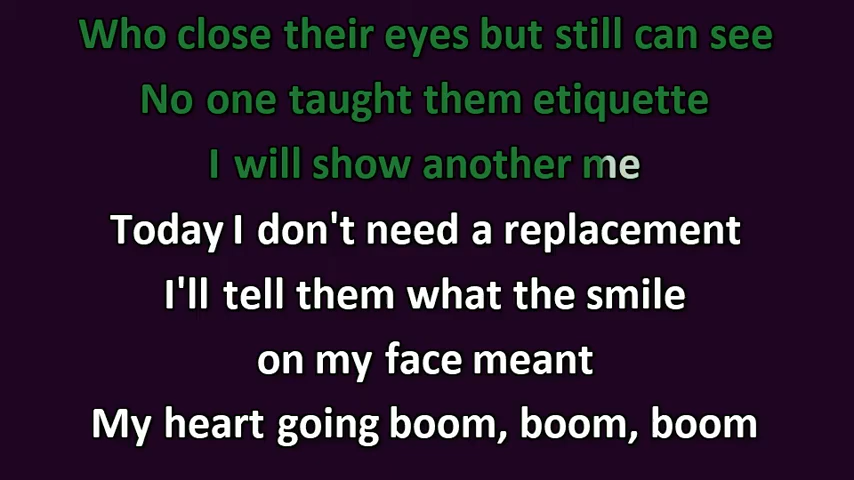 Who close their eyes but still can see
No one taught them etiquette
I will show another me
Today I don't need a replacement
I'll tell them what the smile
on my face meant
My heart going boom, boom, boom